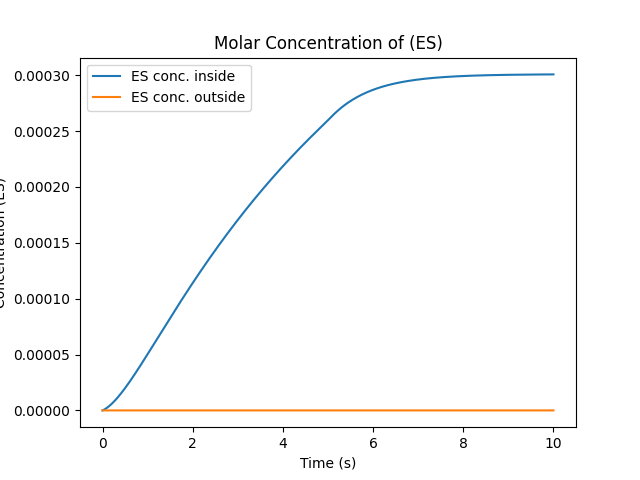 Molar Concentration of (ES)
ES conc. inside
ES conc. outside
0.00030
0.00025
0.00020
0.00015
0.00010
0.00005
0.00000
0 2 4 6 8 10
Time (s)